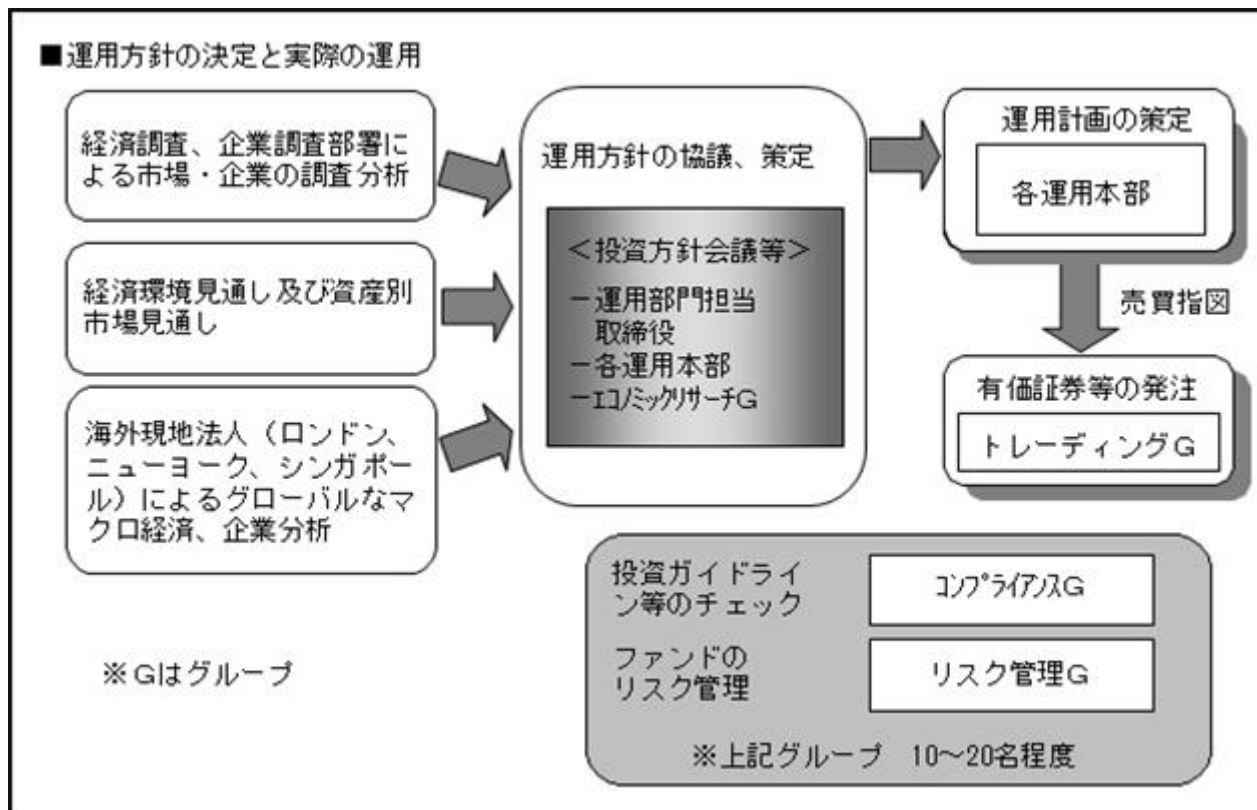 ■運用方針の決定と実際の運用
経済調査、企業調査部署に
よる市場・企業の調査分析
経済環境見通し及び資産別
市場見通し
海外現地法人（ロンドン、
ニューヨーク、シンガポー
ル）によるグローバルなマ
クロ経済、企業分析
運用方針の協議、策定
＜投資方針会議等＞
－運用部門担当
取締役
－各運用本部
－ｴｺﾉﾐｯｸﾘｻｰﾁG
運用計画の策定
各運用本部
売買指図
有価証券等の発注
トレーディングG
投資ガイドライ
ン等のチェック
ｺﾝﾌﾟﾗｲｱﾝｽG
ファンドの
リスク管理
リスク管理G
※上記グループ　10～20名程度
※Gはグループ